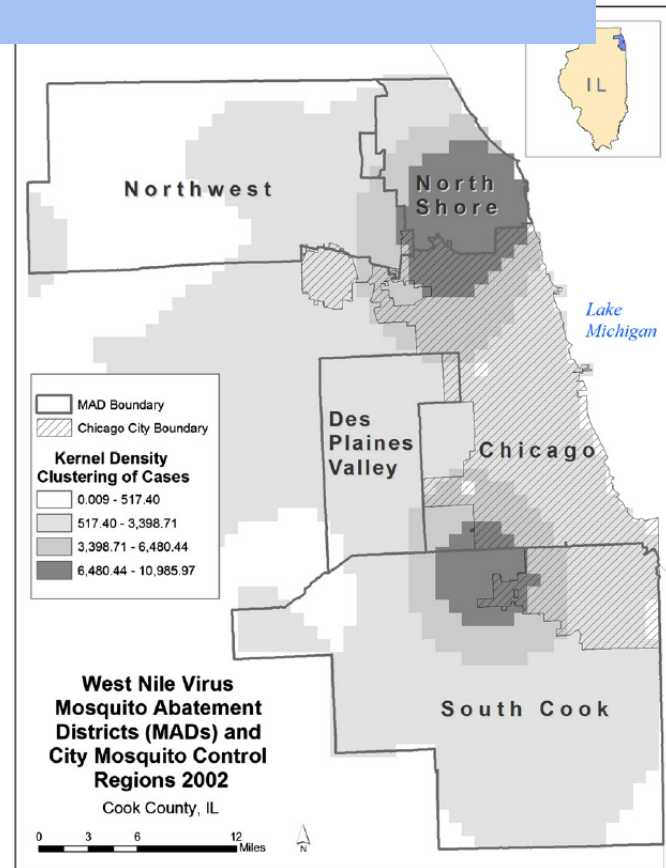 IL
Northwest
North
Shore
Lake
Michigan
MAD Boundary
Chicago City Boundary
Kernel Density
Clustering of Cases
0.009 - 517.40
517.40 - 3,398.71
3,398.71 - 6,480.44
6,480.44 - 10,985.97
Des
Plaines
Valley
Chicago
West Nile Virus
Mosquito Abatement
Districts (MADs) and
City Mosquito Control
Regions 2002
Cook County, IL
South Cook
0 3 6 12
Miles
N